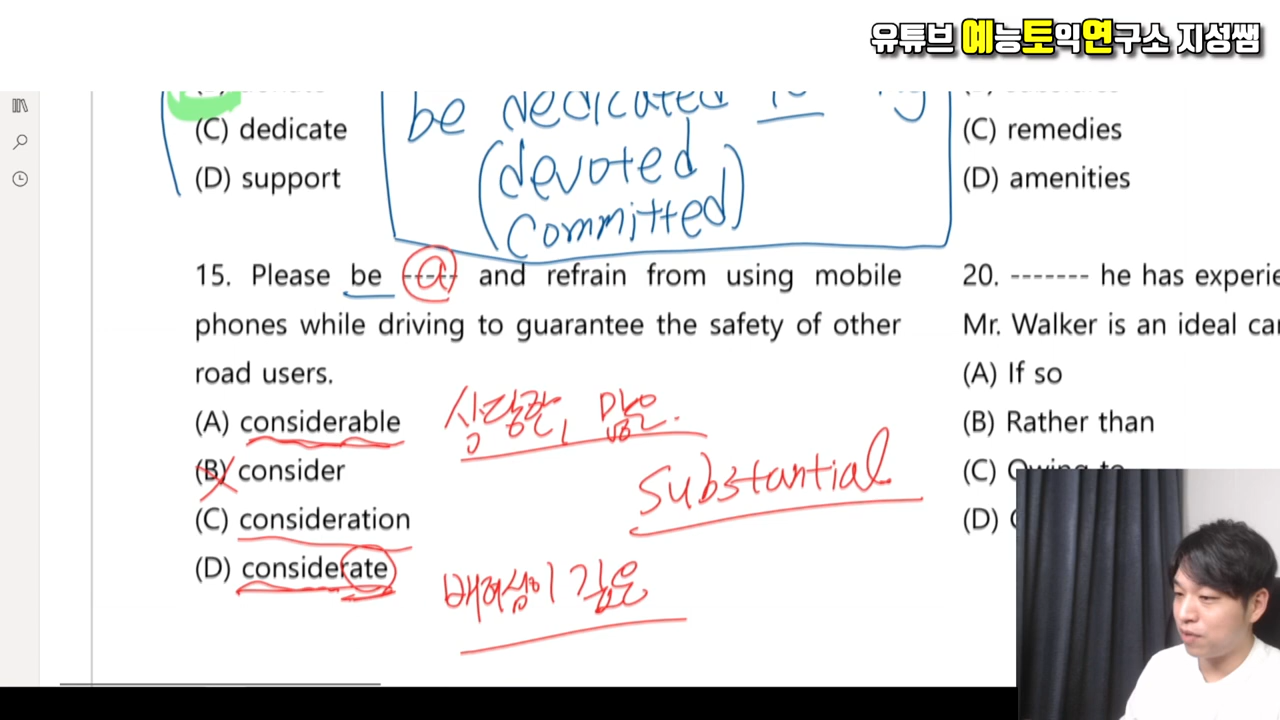 유튜브 예능토익연구소 지성쌤
(C) dedicate
(D) support
be dedicated to
(devoted
committed)
(C) remedies
(D) amenities
15. Please be ------- and refrain from using mobile
phones while driving to guarantee the safety of other
road users.
(A) considerable
상당한, 많은.
(B) consider
substantial
(C) consideration
(D) considerate
배려심이 깊은
20. ------- he has experie
Mr. Walker is an ideal ca
(A) If so
(B) Rather than
(C) Owing to
(D)